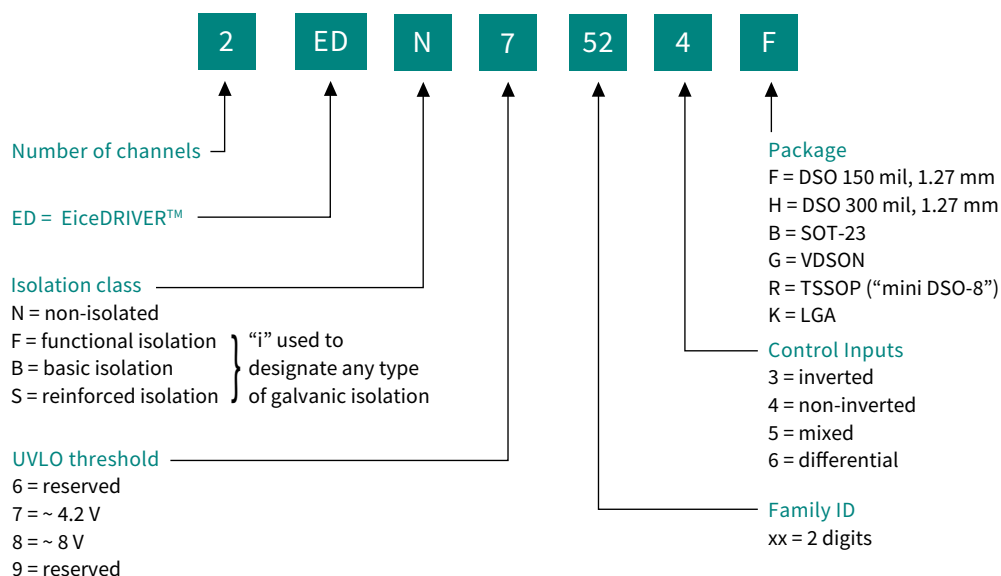 2 ED N 7 52 4 F
Number of channels
ED = EiceDRIVER™
Isolation class
N = non-isolated
F = functional isolation
B = basic isolation
S = reinforced isolation
} "i" used to
designate any type
of galvanic isolation
UVLO threshold
6 = reserved
7 = ~ 4.2 V
8 = ~ 8 V
9 = reserved
Package
F = DSO 150 mil, 1.27 mm
H = DSO 300 mil, 1.27 mm
B = SOT-23
G = VDSON
R = TSSOP (“mini DSO-8”)
K = LGA
Control Inputs
3 = inverted
4 = non-inverted
5 = mixed
6 = differential
Family ID
xx = 2 digits